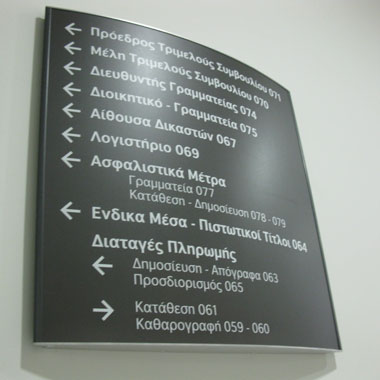 ← Πρόεδρος Τριμελούς Συμβουλίου 071
← Μέλη Τριμελούς Συμβουλίου 070
← Διευθυντής Γραμματείας 074
← Διοικητικό - Γραμματεία 075
← Αίθουσα Δικαστών 067
← Λογιστήριο 069
← Ασφαλιστικά Μέτρα
Γραμματεία 077
Κατάθεση - Δημοσίευση 078 - 079
← Ενδικα Μέσα - Πιστωτικοί Τίτλοι 064
Διαταγές Πληρωμής
← Δημοσίευση - Απόγραφα 063
Προσδιορισμός 065
→ Κατάθεση 061
Καθαρογραφή 059 - 060